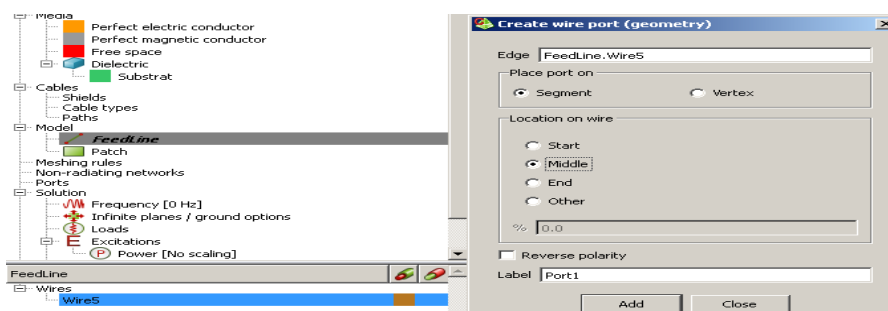 Media
Perfect electric conductor
Perfect magnetic conductor
Free space
Dielectric
Substrat
Cables
Shields
Cable types
Paths
Model
FeedLine
Patch
Meshing rules
Non-radiating networks
Ports
Solution
Frequency [0 Hz]
Infinite planes / ground options
Loads
E Excitations
P Power [No scaling]
FeedLine
Wires
Wire5
Create wire port (geometry)
Edge FeedLine.Wire5
Place port on
Segment Vertex
Location on wire
Start
Middle
End
Other
% 0.0
Reverse polarity
Label Port1
Add Close